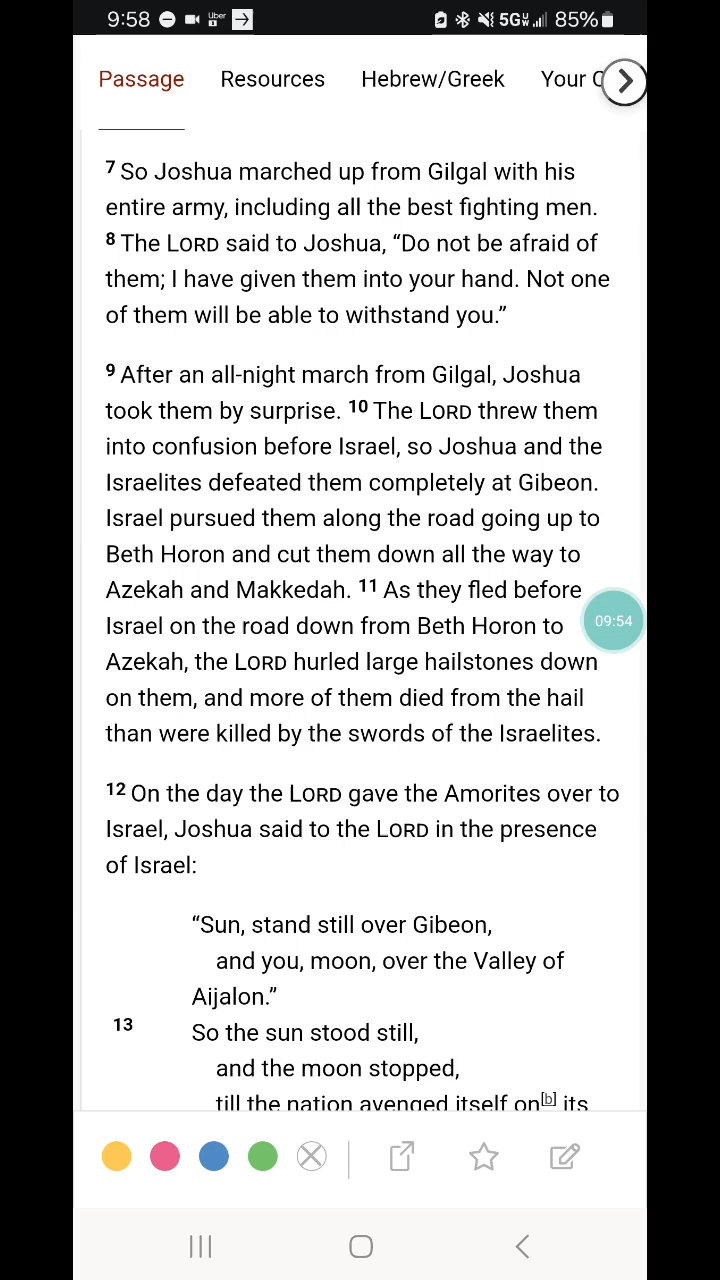 9:58 Uber 5G 85%
Passage Resources Hebrew/Greek Your
7 So Joshua marched up from Gilgal with his
entire army, including all the best fighting men.
8 The LORD said to Joshua, “Do not be afraid of
them; I have given them into your hand. Not one
of them will be able to withstand you.”
9 After an all-night march from Gilgal, Joshua
took them by surprise. 10 The LORD threw them
into confusion before Israel, so Joshua and the
Israelites defeated them completely at Gibeon.
Israel pursued them along the road going up to
Beth Horon and cut them down all the way to
Azekah and Makkedah. 11 As they fled before
Israel on the road down from Beth Horon to
09:54
Azekah, the LORD hurled large hailstones down
on them, and more of them died from the hail
than were killed by the swords of the Israelites.
12 On the day the LORD gave the Amorites over to
Israel, Joshua said to the LORD in the presence
of Israel:
“Sun, stand still over Gibeon,
and you, moon, over the Valley of
Aijalon.”
13 So the sun stood still,
and the moon stopped,
till the nation avenged itself on[b] its